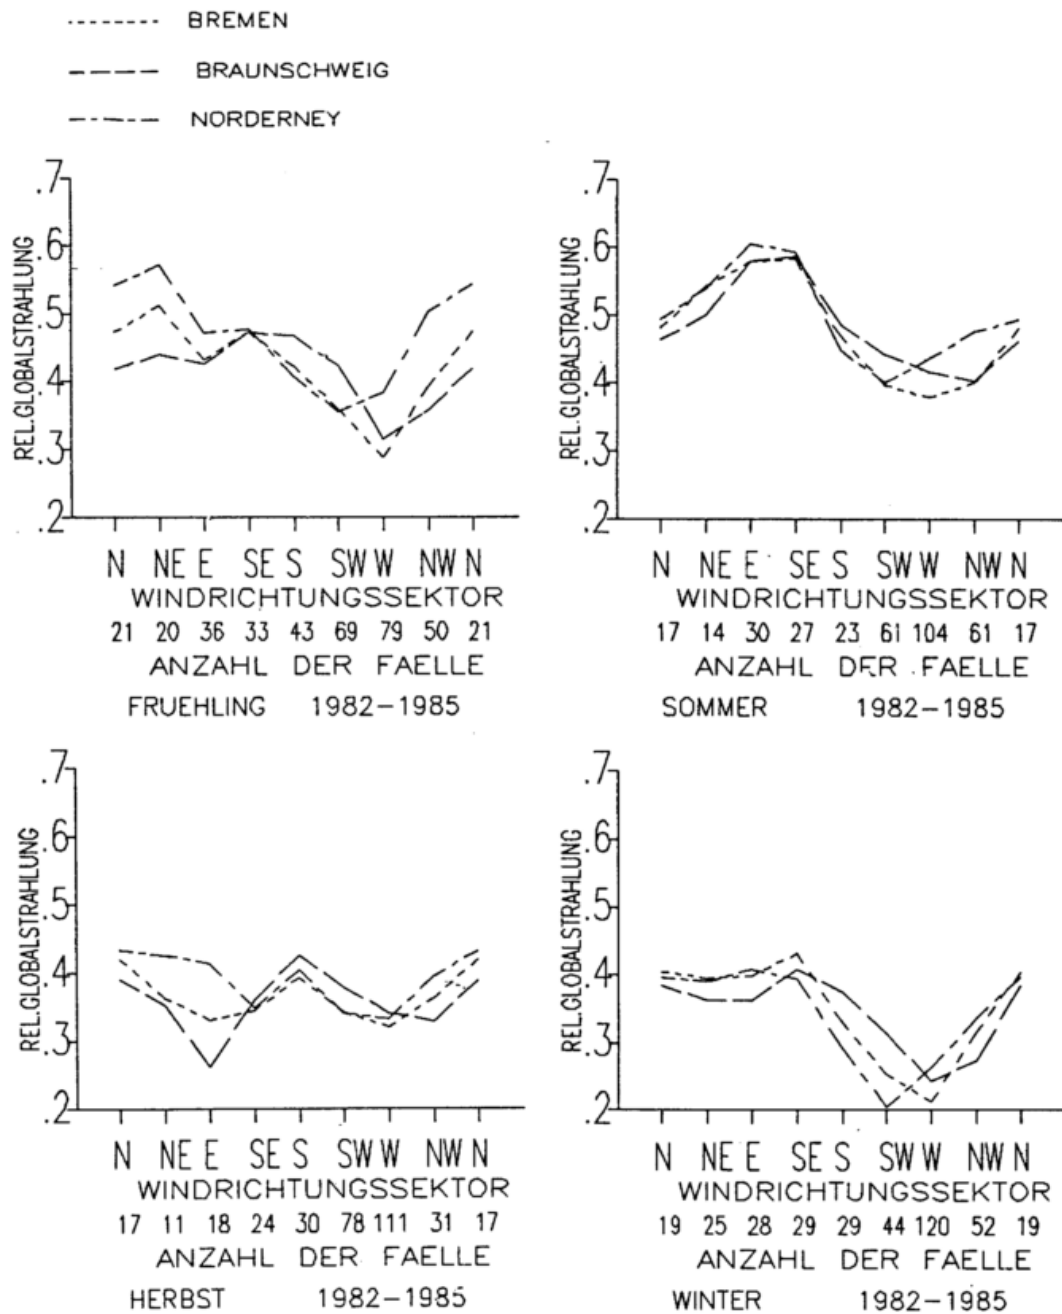 BREMEN
BRAUNSCHWEIG
NORDERNEY
REL.GLOBALSTRAHLUNG
.7
.6
.5
.4
.3
.2
N NE E SE S SW W NW N
WINDRICHTUNGSSEKTOR
21 20 36 33 43 69 79 50 21
ANZAHL DER FAELLE
FRUEHLING 1982-1985
REL.GLOBALSTRAHLUNG
.7
.6
.5
.4
.3
.2
N NE E SE S SW W NW N
WINDRICHTUNGSSEKTOR
17 14 30 27 23 61 104 61 17
ANZAHL DER FAELLE
SOMMER 1982-1985
REL.GLOBALSTRAHLUNG
.7
.6
.5
.4
.3
.2
N NE E SE S SW W NW N
WINDRICHTUNGSSEKTOR
17 11 18 24 30 78 111 31 17
ANZAHL DER FAELLE
HERBST 1982-1985
REL.GLOBALSTRAHLUNG
.7
.6
.5
.4
.3
.2
N NE E SE S SW W NW N
WINDRICHTUNGSSEKTOR
19 25 28 29 29 44 120 52 19
ANZAHL DER FAELLE
WINTER 1982-1985